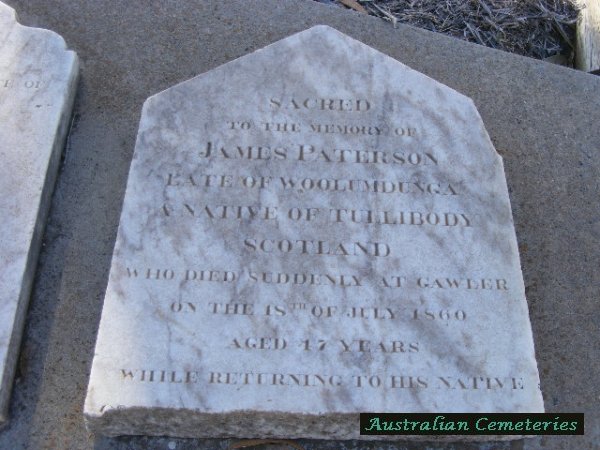 SACRED
TO THE MEMORY OF
JAMES PATERSON
LATE OF WOOLUMDUNGA
A NATIVE OF TULLIBODY
SCOTLAND
WHO DIED SUDDENLY AT GAWLER
ON THE 18TH OF JULY 1860
AGED 47 YEARS
WHILE RETURNING TO HIS NATIVE
Australian Cemeteries